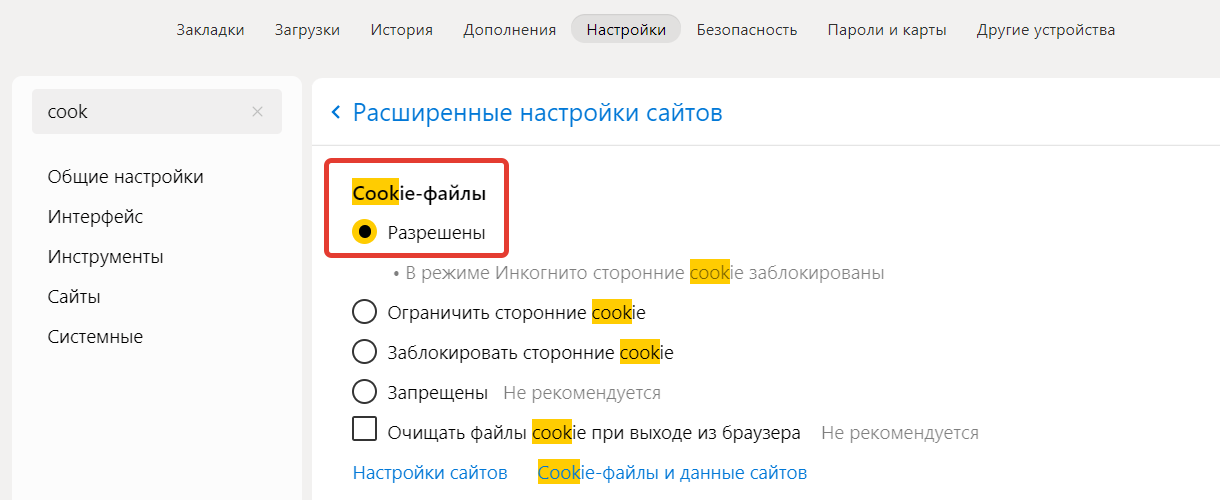 Закладки Загрузки История Дополнения Настройки Безопасность Пароли и карты Другие устройства
cook
Общие настройки
Интерфейс
Инструменты
Сайты
Системные
Расширенные настройки сайтов
Cookie-файлы
Разрешены
• В режиме Инкогнито сторонние cookie заблокированы
Ограничить сторонние cookie
Заблокировать сторонние cookie
Запрещены Не рекомендуется
Очищать файлы cookie при выходе из браузера Не рекомендуется
Настройки сайтов Cookie-файлы и данные сайтов